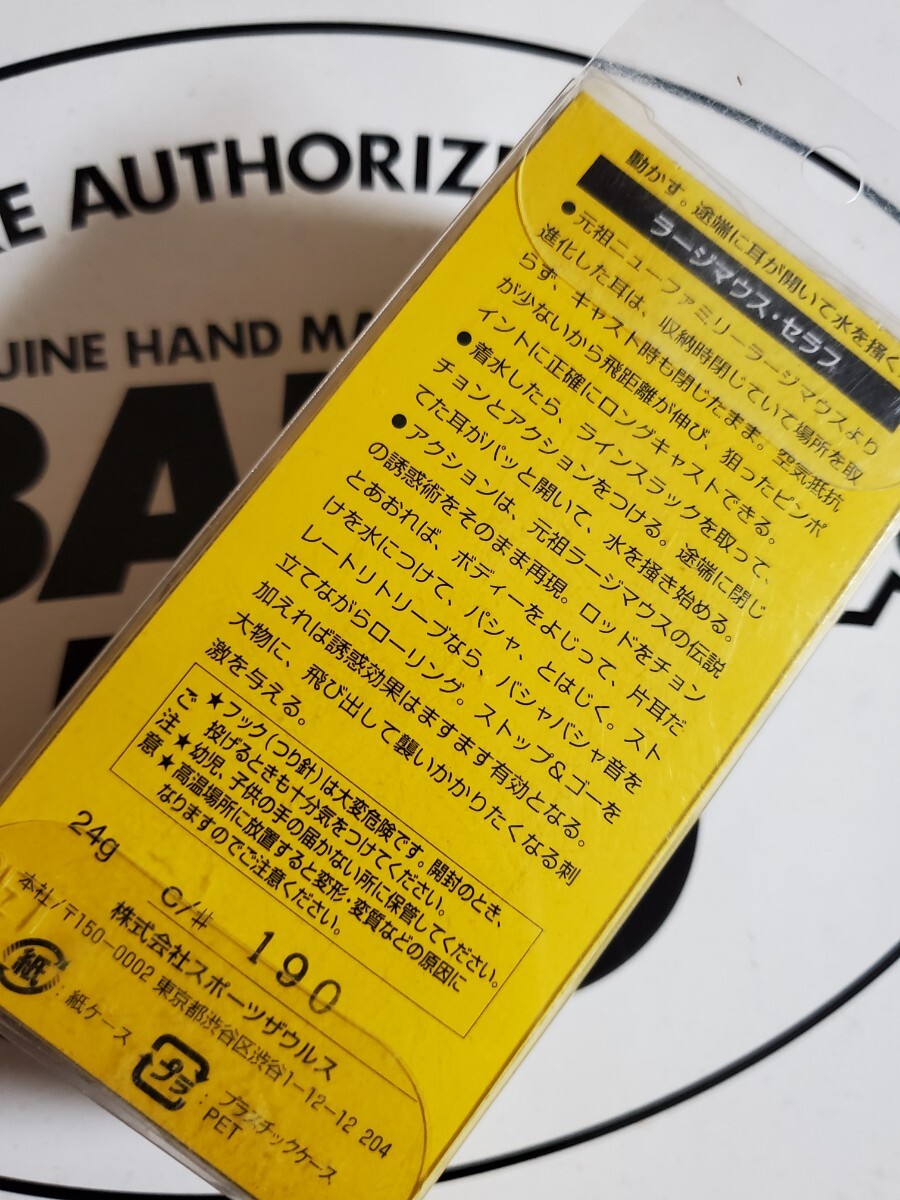 RE AUTHORIZ
UINE HAND MA
BA
動かす。途端に耳が開いて水を掻く
ラージマウス・セラフ
●元祖ニューファミリーラージマウスより
進化した耳は、収納時閉じていて場所を取
らず、キャスト時も閉じたまま。空気抵抗
が少ないから飛距離が伸び、狙ったピンポ
イントに正確にロングキャストできる。
●着水したら、ラインスラックを取って、
チョンとアクションをつける。途端に閉じ
てた耳がパッと開いて、水を掻き始める。
●アクションは、元祖ラージマウスの伝説
の誘惑術をそのまま再現。ロッドをチョン
とあおれば、ボディーをよじって、片耳だ
けを水につけて、パシャ、とはじく。スト
レートリトリーブなら、バシャバシャ音を
立てながらローリング。ストップ&ゴーを
加えれば誘惑効果はますます有効となる。
大物に、飛び出して襲いかかりたくなる刺
激を与える。
ご注意
★フック(つり針)は大変危険です。開封のとき、
投げるときも十分気をつけてください。
★幼児、子供の手の届かない所に保管してください。
★高温場所に放置すると変形・変質などの原因に
なりますのでご注意ください。
24g
C/# 190
株式会社スポーツザウルス
本社/〒150-0002 東京都渋谷区渋谷1-12-12 204
紙 : 紙ケース
プラ : プラスチックケース
PET